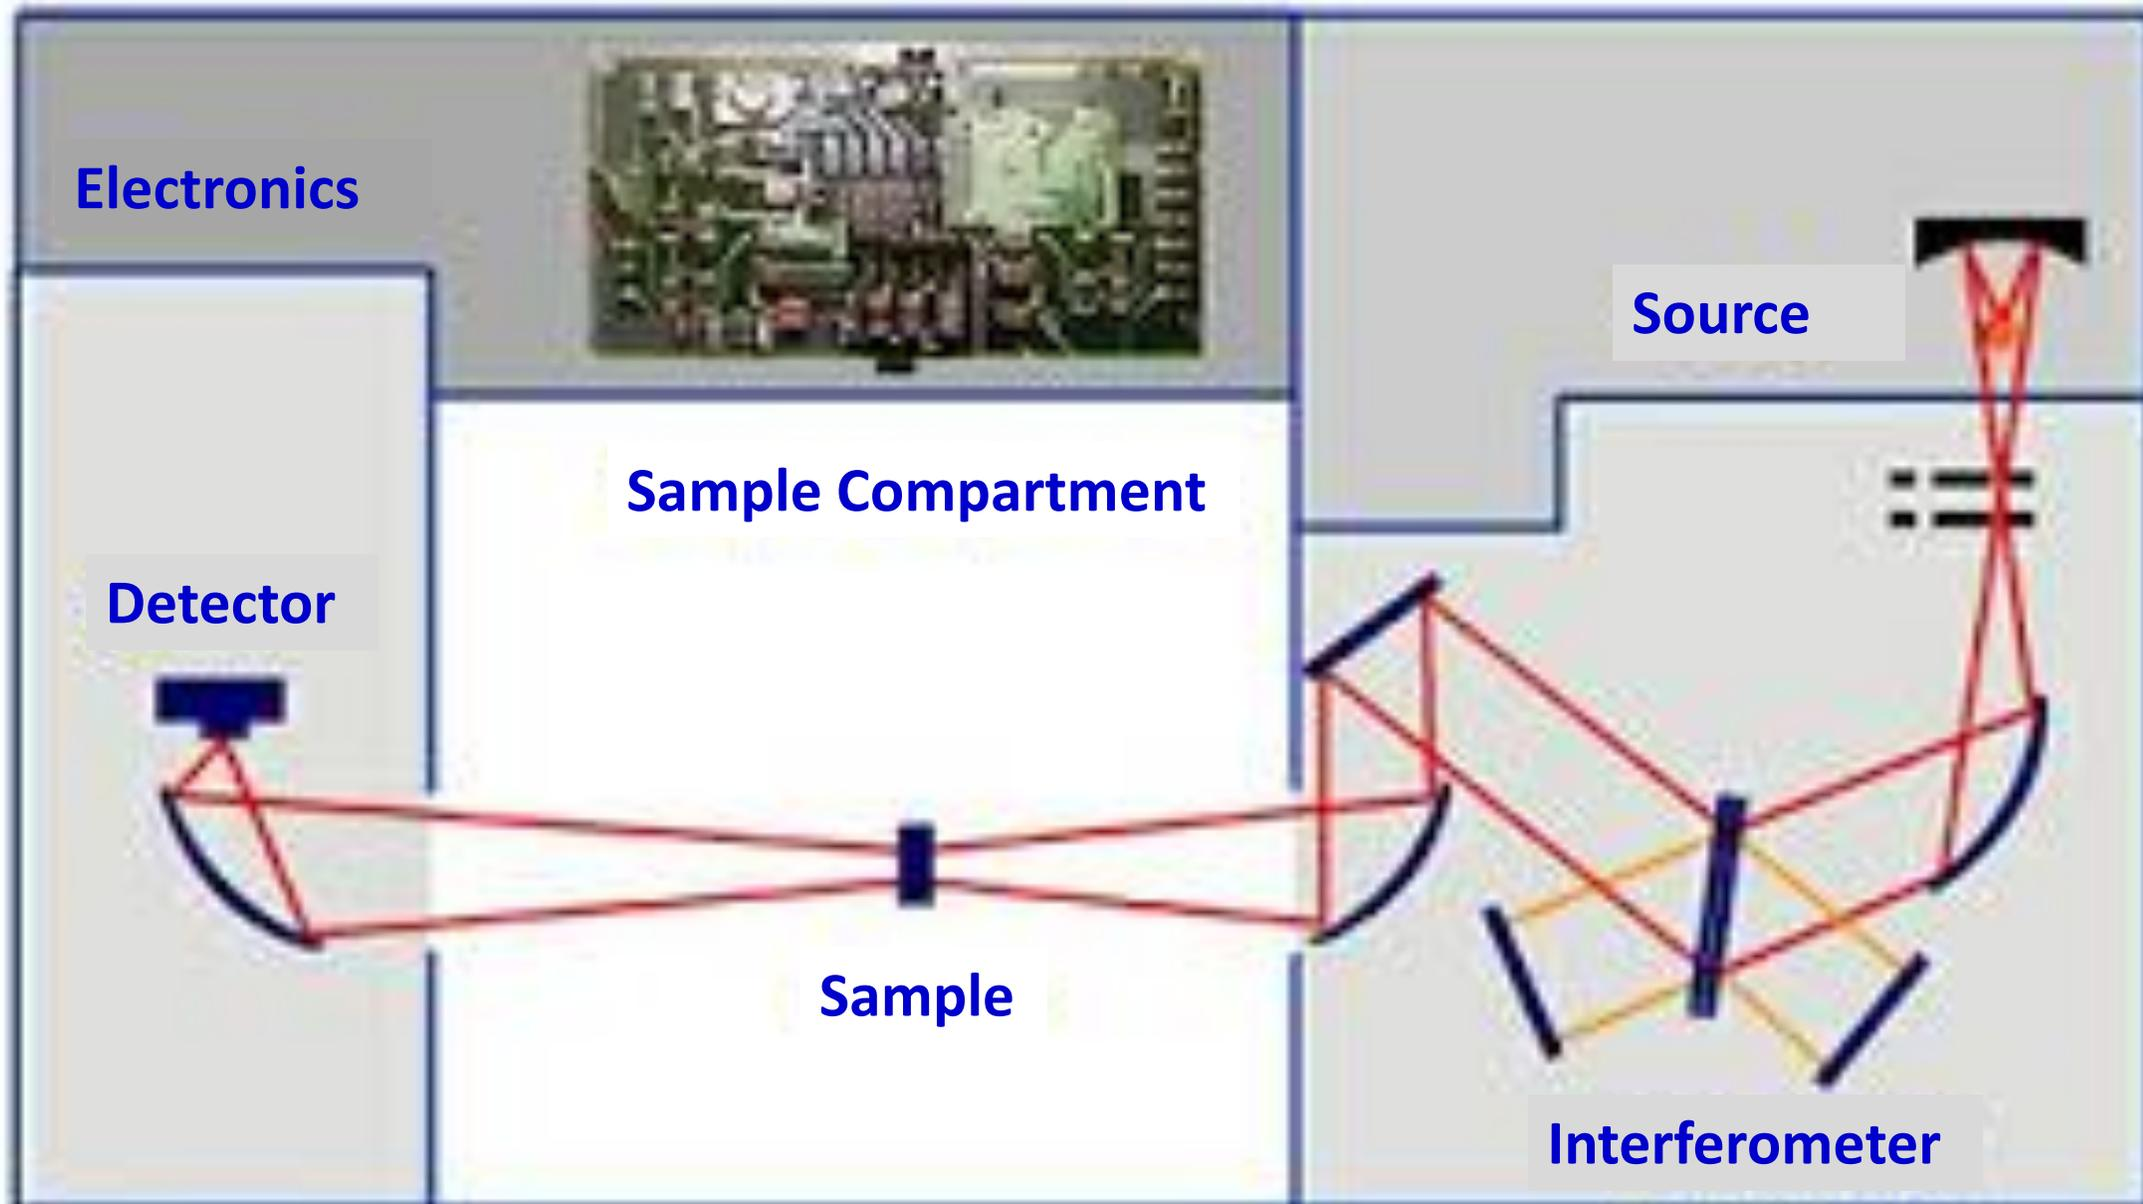 Electronics
Source
Sample Compartment
Detector
Sample
Interferometer